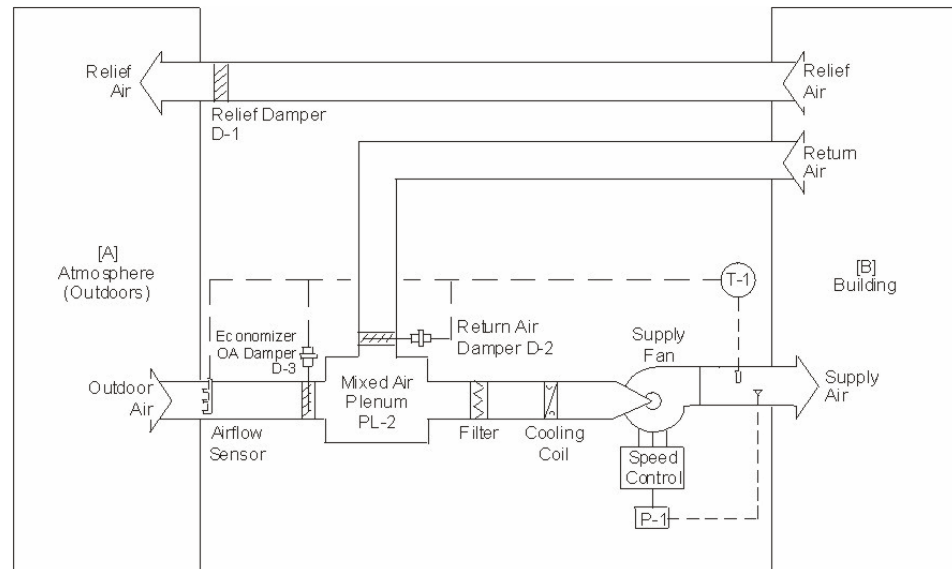 Relief
Air
Relief
Air
Relief Damper
D-1
Return
Air
[A]
Atmosphere
(Outdoors)
T-1
[B]
Building
Economizer
OA Damper
D-3
Return Air
Damper D-2
Supply
Fan
Outdoor
Air
Mixed Air
Plenum
PL-2
Supply
Air
Airflow
Sensor
Filter
Cooling
Coil
Speed
Control
P-1